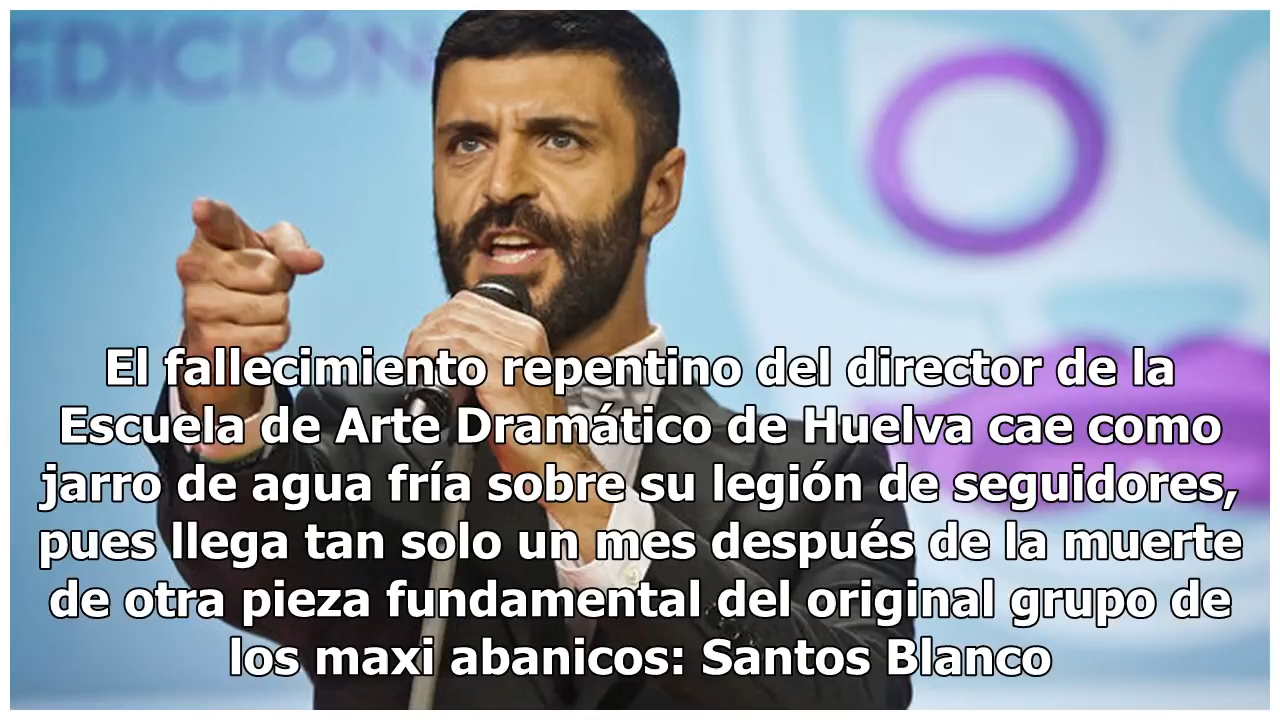 EDICIÓN
El fallecimiento repentino del director de la
Escuela de Arte Dramático de Huelva cae como
jarro de agua fría sobre su legión de seguidores,
pues llega tan solo un mes después de la muerte
de otra pieza fundamental del original grupo de
los maxi abanicos: Santos Blanco